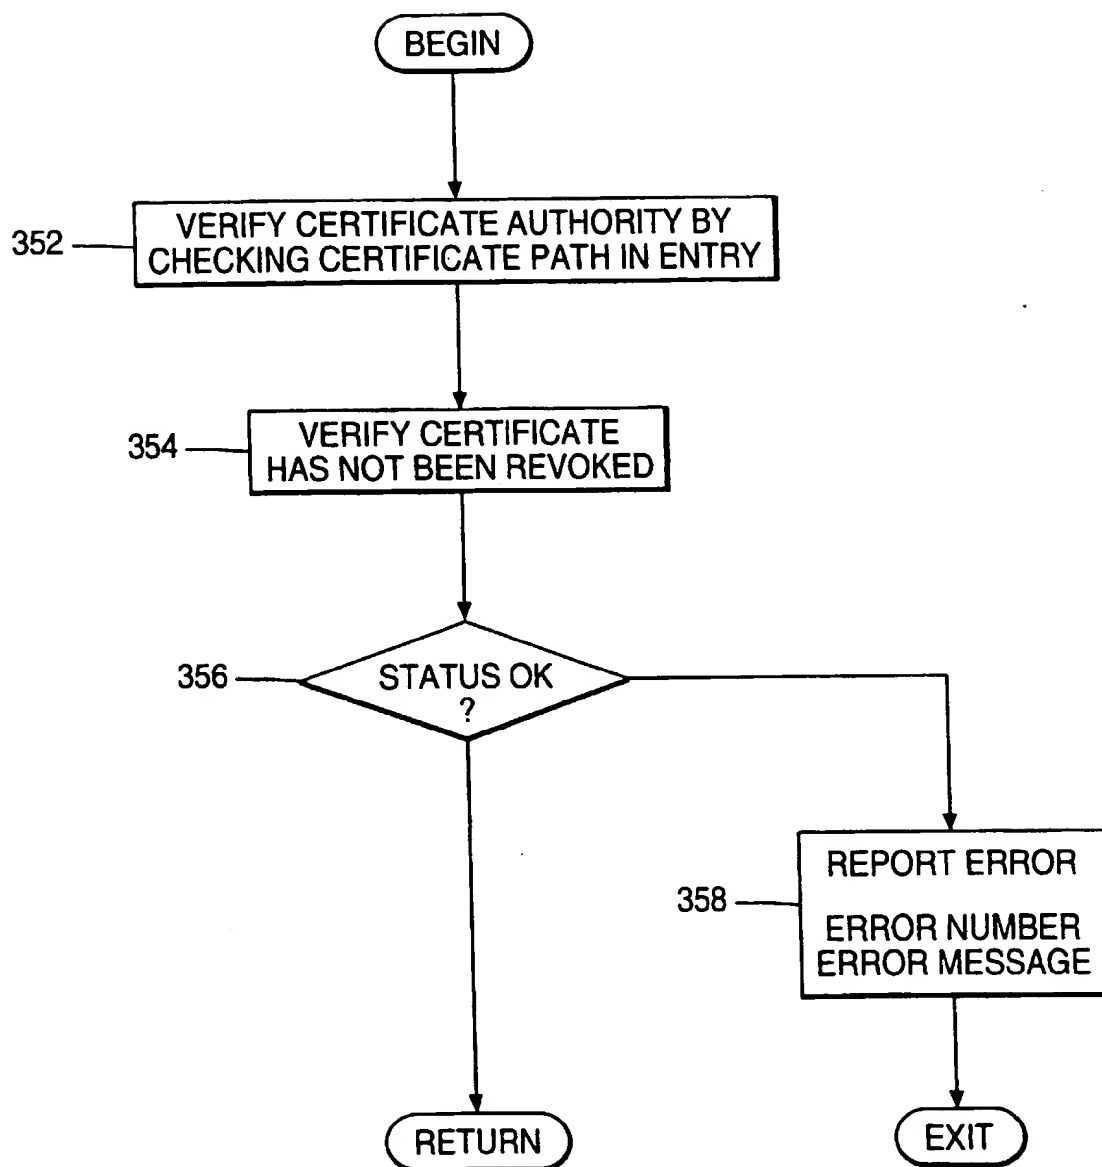 BEGIN
352
VERIFY CERTIFICATE AUTHORITY BY
CHECKING CERTIFICATE PATH IN ENTRY
354
VERIFY CERTIFICATE
HAS NOT BEEN REVOKED
356
STATUS OK
?
358
REPORT ERROR
ERROR NUMBER
ERROR MESSAGE
RETURN
EXIT